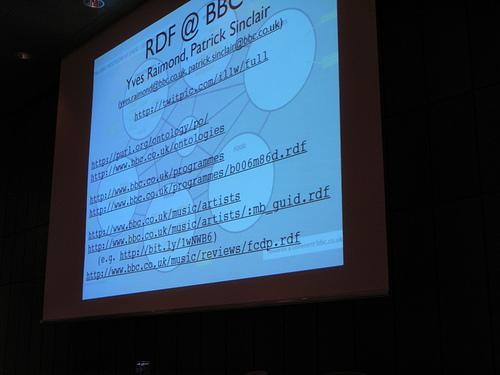 RDF @ BBC
Yves Raimond, Patrick Sinclair
(yves.raimond@bbc.co.uk, patrick.sinclair@bbc.co.uk)
http://twitpic.com/illw/full
http://purl.org/ontology/po/
http://www.bbc.co.uk/ontologies
http://www.bbc.co.uk/programmes
http://www.bbc.co.uk/programmes/b006m86d.rdf
http://www.bbc.co.uk/music/artists
http://www.bbc.co.uk/music/artists/:mb_guid.rdf
(e.g. http://bit.ly/1wNWB6)
http://www.bbc.co.uk/music/reviews/fcdp.rdf